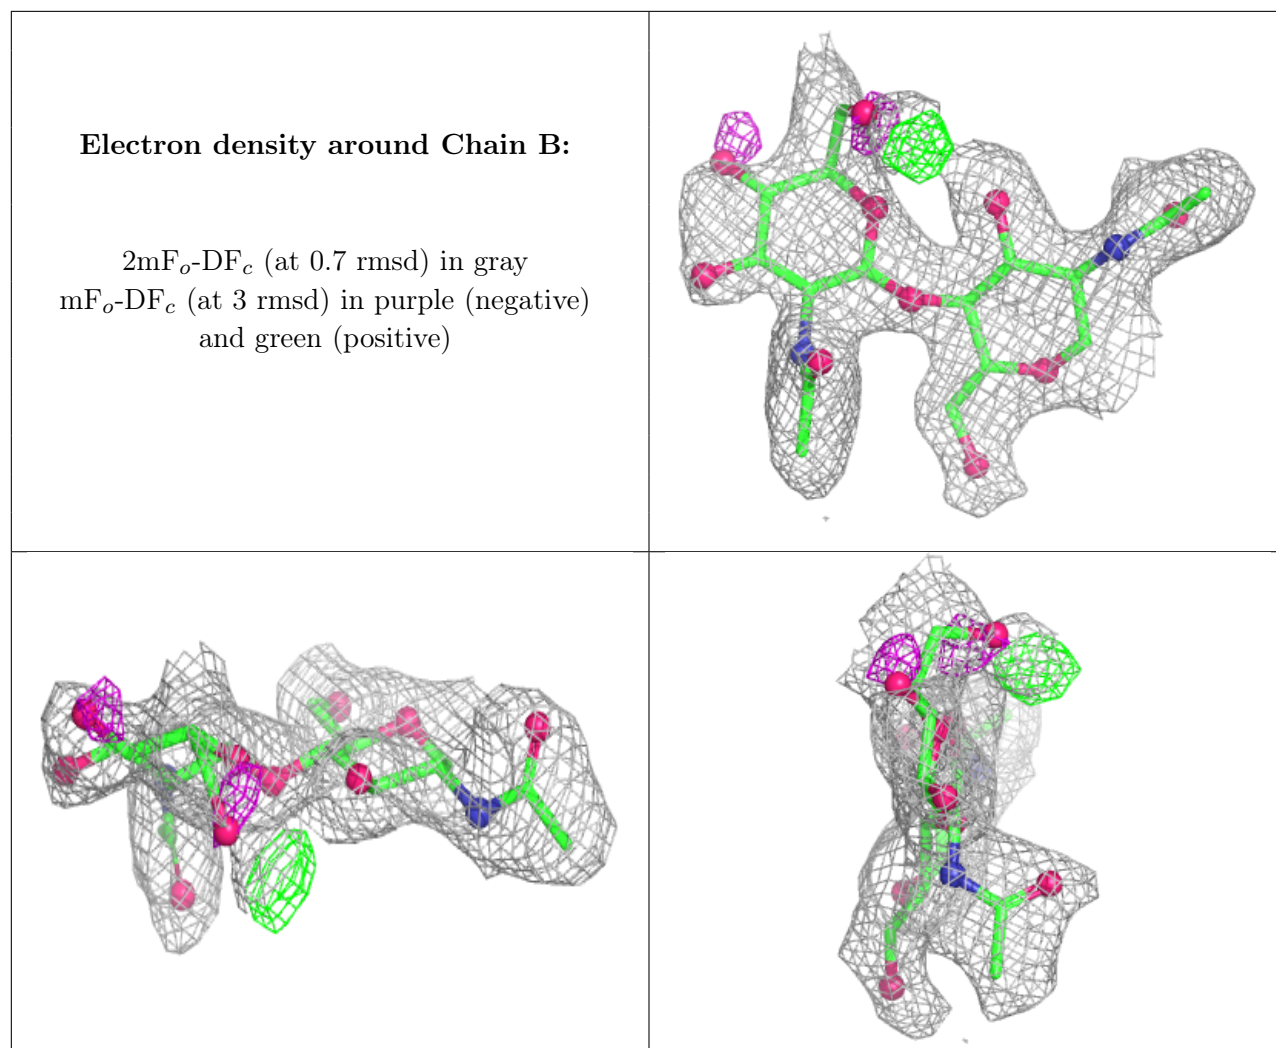 Electron density around Chain B:
2mFₒ-DF𝑐 (at 0.7 rmsd) in gray
mFₒ-DF𝑐 (at 3 rmsd) in purple (negative)
and green (positive)